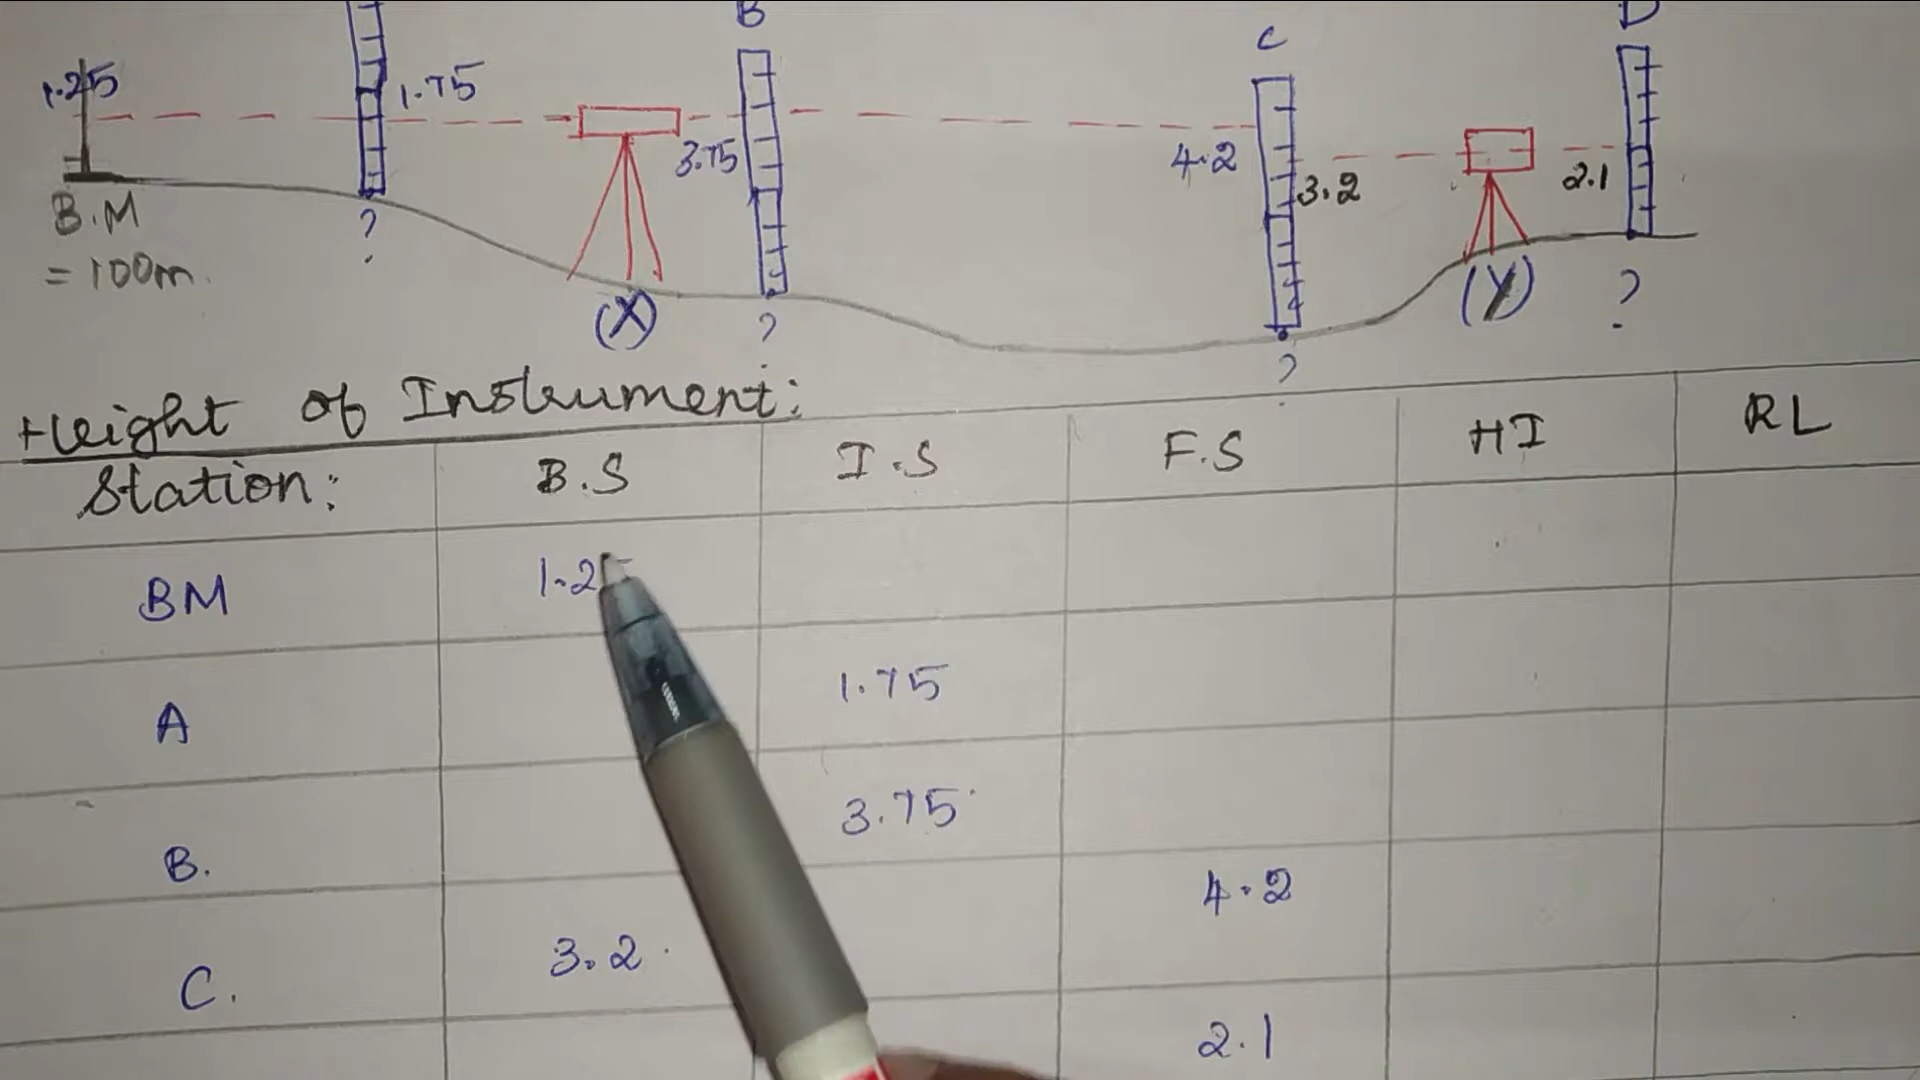 B C D
1.25 1.75 3.75 4.2 3.2 2.1
B.M ? ? ? (X) (Y) ?
= 100m.
Height of Instrument:
Station: B.S I.S F.S HI RL
BM 1.25
A 1.75
B. 3.75
C. 3.2 4.2
2.1